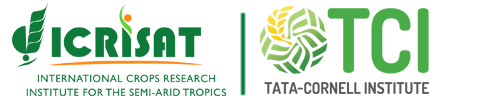 ICRISAT
INTERNATIONAL CROPS RESEARCH
INSTITUTE FOR THE SEMI-ARID TROPICS
TCI
TATA-CORNELL INSTITUTE